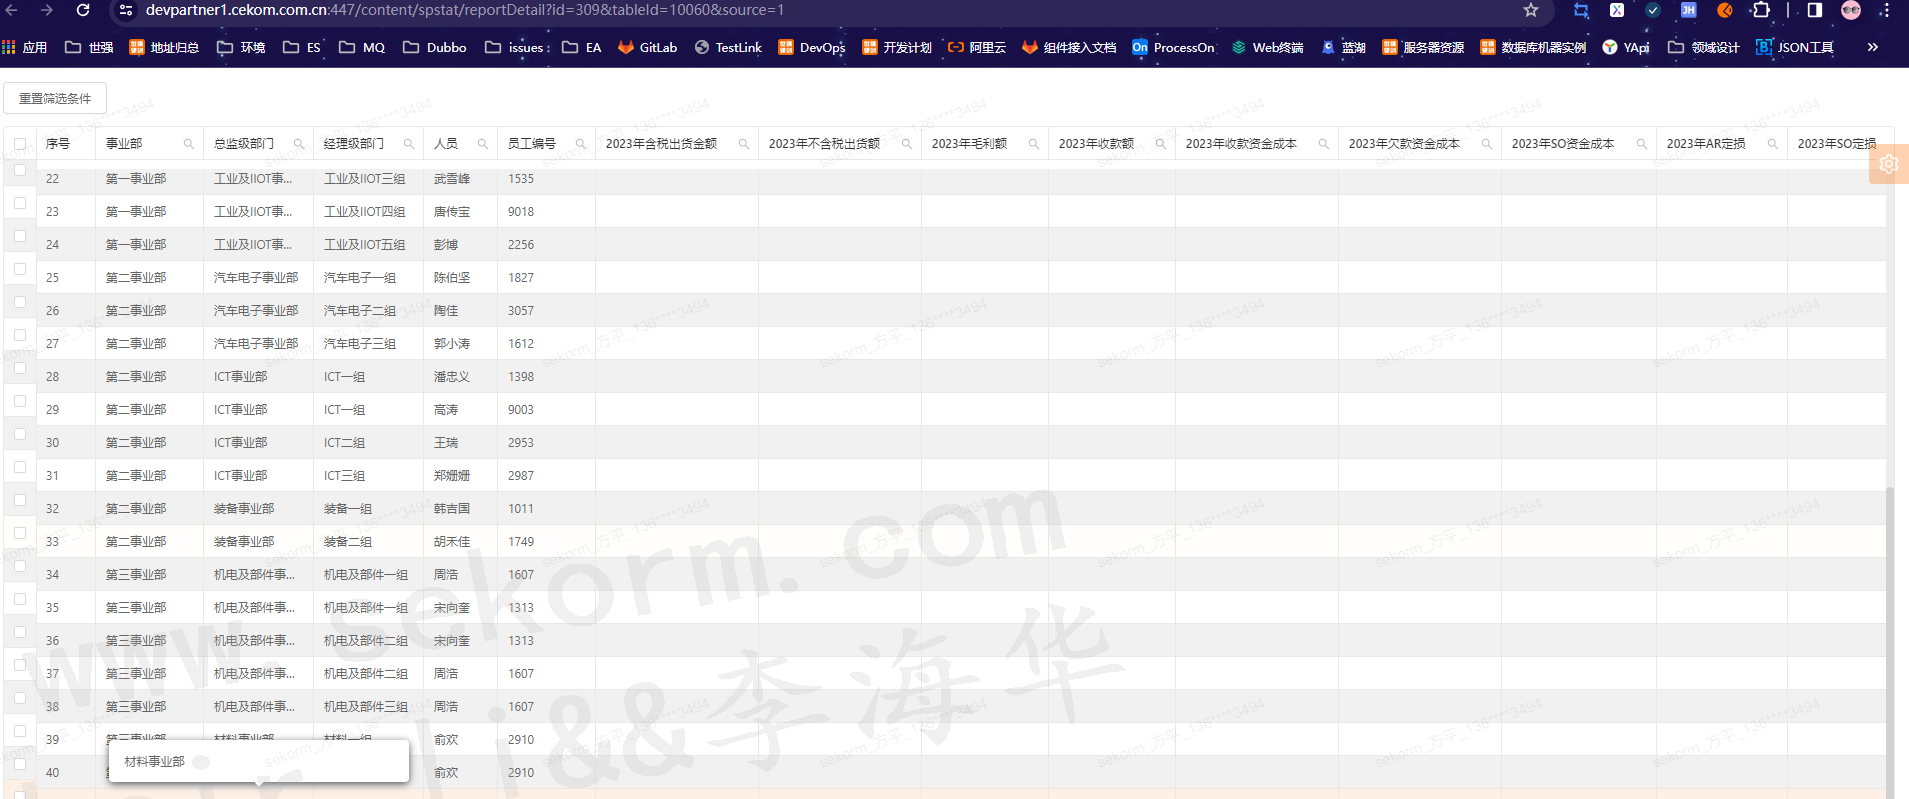 devpartner1.cekom.com.cn:447/content/spstat/reportDetail?id=309&tableId=10060&source=1
应用 世强 地址归总 环境 ES MQ Dubbo issues EA GitLab TestLink DevOps 开发计划 阿里云 组件接入文档 ProcessOn Web终端 蓝湖 服务器资源 数据库机器实例 YApi 领域设计 JSON工具 »
重置筛选条件
序号 事业部 总监级部门 经理级部门 人员 员工编号 2023年含税出货金额 2023年不含税出货额 2023年毛利额 2023年收款额 2023年收款资金成本 2023年欠款资金成本 2023年SO资金成本 2023年AR定损 2023年SO定损
22 第一事业部 工业及IIOT事... 工业及IIOT三组 武雪峰 1535
23 第一事业部 工业及IIOT事... 工业及IIOT四组 唐传宝 9018
24 第一事业部 工业及IIOT事... 工业及IIOT五组 彭博 2256
25 第二事业部 汽车电子事业部 汽车电子一组 陈伯坚 1827
26 第二事业部 汽车电子事业部 汽车电子二组 陶佳 3057
27 第二事业部 汽车电子事业部 汽车电子三组 郭小涛 1612
28 第二事业部 ICT事业部 ICT一组 潘忠义 1398
29 第二事业部 ICT事业部 ICT一组 高涛 9003
30 第二事业部 ICT事业部 ICT二组 王瑞 2953
31 第二事业部 ICT事业部 ICT三组 郑姗姗 2987
32 第二事业部 装备事业部 装备一组 韩吉国 1011
33 第二事业部 装备事业部 装备二组 胡禾佳 1749
34 第三事业部 机电及部件事... 机电及部件一组 周浩 1607
35 第三事业部 机电及部件事... 机电及部件一组 宋向奎 1313
36 第三事业部 机电及部件事... 机电及部件二组 宋向奎 1313
37 第三事业部 机电及部件事... 机电及部件二组 周浩 1607
38 第三事业部 机电及部件事... 机电及部件三组 周浩 1607
39 第三事业部 材料事业部 材料一组 俞欢 2910
材料事业部
40 俞欢 2910
www.sekorm.com
li&&李海华
sekorm_方平_136****3494